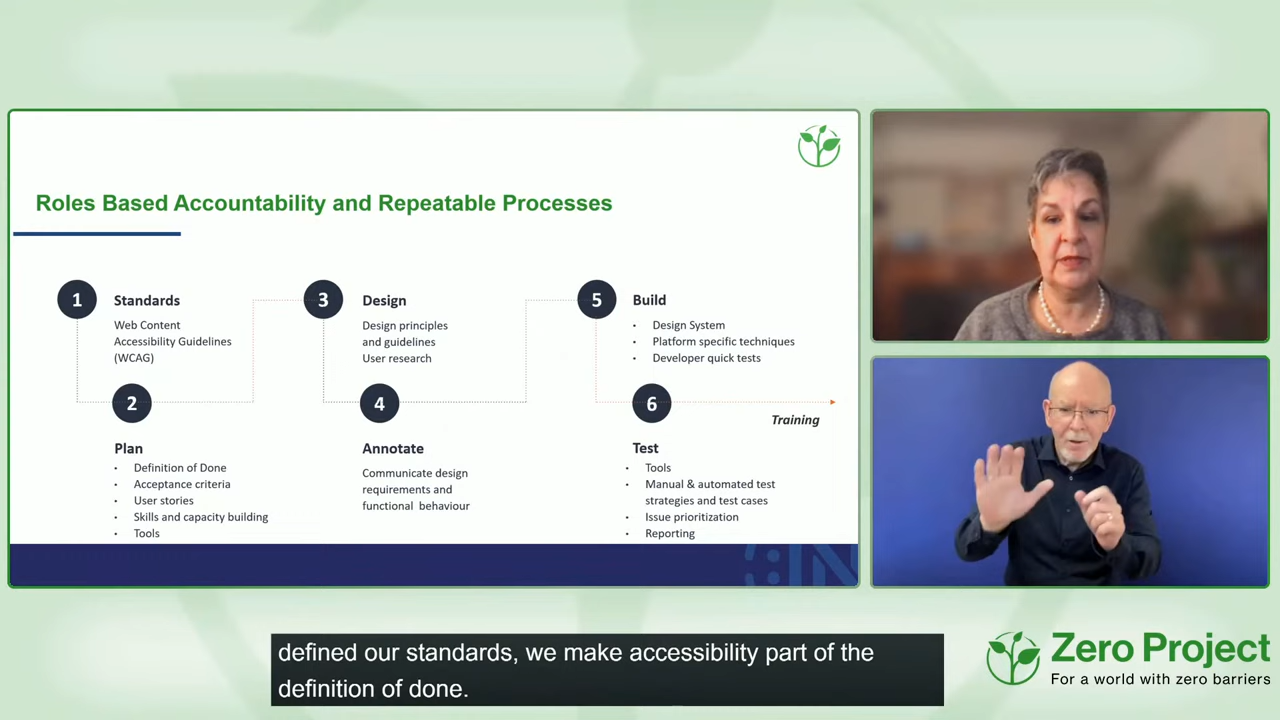 Roles Based Accountability and Repeatable Processes
1
Standards
Web Content
Accessibility Guidelines
(WCAG)
2
Plan
• Definition of Done
• Acceptance criteria
• User stories
• Skills and capacity building
• Tools
3
Design
Design principles
and guidelines
User research
4
Annotate
Communicate design
requirements and
functional behaviour
5
Build
• Design System
• Platform specific techniques
• Developer quick tests
6
Training
Test
• Tools
• Manual & automated test
strategies and test cases
• Issue prioritization
• Reporting
defined our standards, we make accessibility part of the
definition of done.
Zero Project
For a world with zero barriers